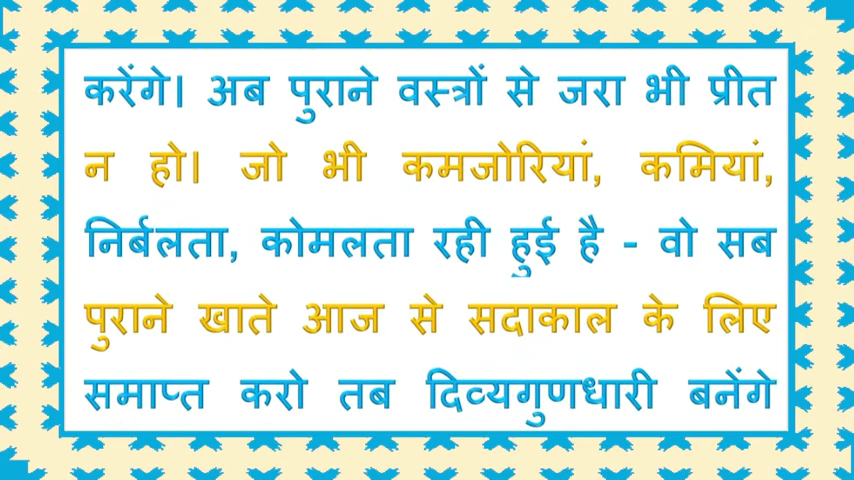 करेंगे। अब पुराने वस्त्रों से जरा भी प्रीत
न हो। जो भी कमजोरियां, कमियां,
निर्बलता, कोमलता रही हुई है - वो सब
पुराने खाते आज से सदाकाल के लिए
समाप्त करो तब दिव्यगुणधारी बनेंगे